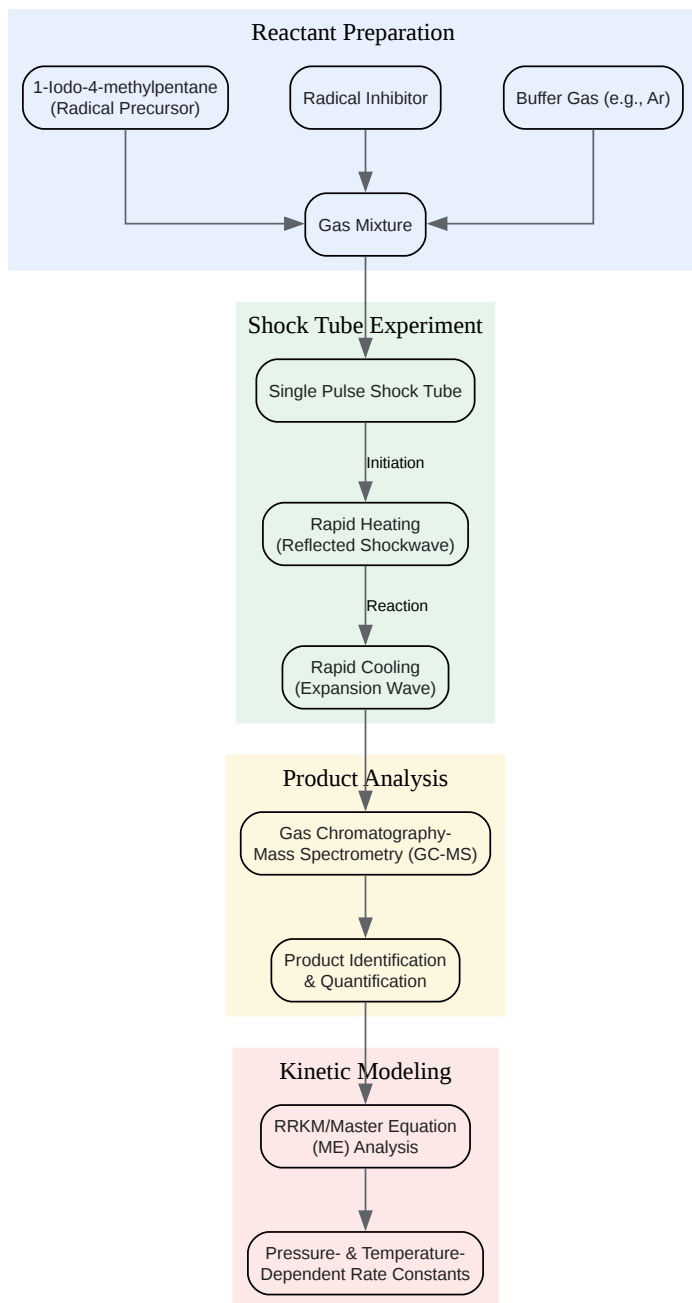 Reactant Preparation
1-Iodo-4-methylpentane
(Radical Precursor)
Radical Inhibitor
Buffer Gas (e.g., Ar)
Gas Mixture
Shock Tube Experiment
Single Pulse Shock Tube
Initiation
Rapid Heating
(Reflected Shockwave)
Reaction
Rapid Cooling
(Expansion Wave)
Product Analysis
Gas Chromatography-
Mass Spectrometry (GC-MS)
Product Identification
& Quantification
Kinetic Modeling
RRKM/Master Equation
(ME) Analysis
Pressure- & Temperature-
Dependent Rate Constants